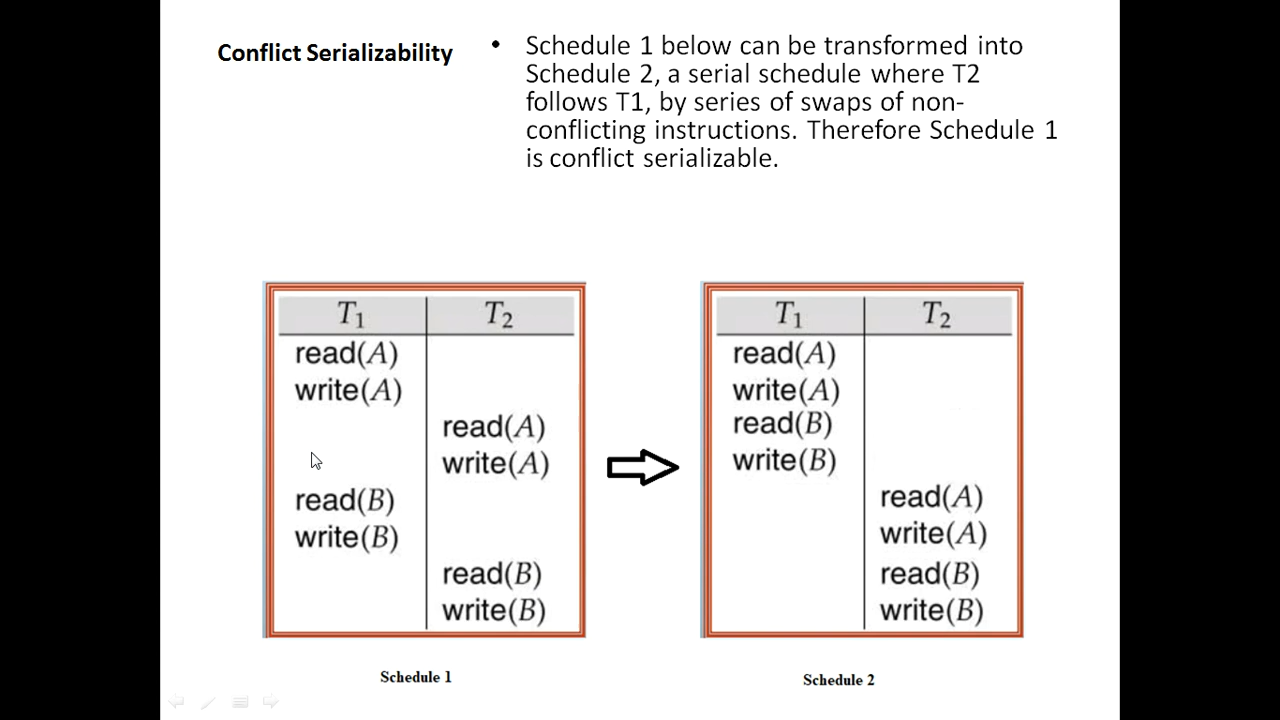 Conflict Serializability
• Schedule 1 below can be transformed into
Schedule 2, a serial schedule where T2
follows T1, by series of swaps of non-
conflicting instructions. Therefore Schedule 1
is conflict serializable.
T1 T2
read(A)
write(A)
read(A)
write(A)
read(B)
write(B)
read(B)
write(B)
Schedule 1
T1 T2
read(A)
write(A)
read(B)
write(B)
read(A)
write(A)
read(B)
write(B)
Schedule 2